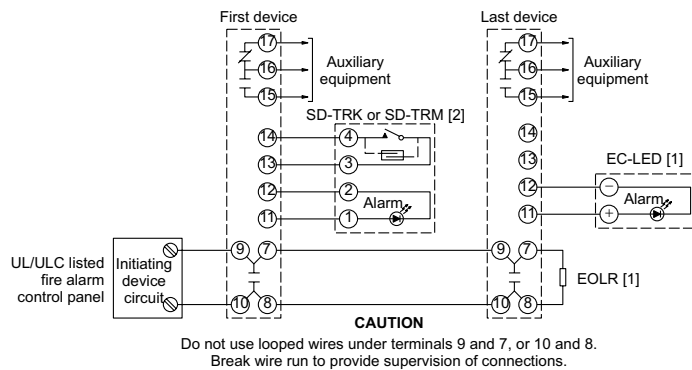 First device
Last device
17
16
15
Auxiliary
equipment
17
16
15
Auxiliary
equipment
SD-TRK or SD-TRM [2]
14
13
12
11
4
3
2
1
Alarm
14
13
12
11
EC-LED [1]
−
+
Alarm
UL/ULC listed
fire alarm
control panel
Initiating
device
circuit
9
7
10
8
9
7
10
8
EOLR [1]
CAUTION
Do not use looped wires under terminals 9 and 7, or 10 and 8.
Break wire run to provide supervision of connections.